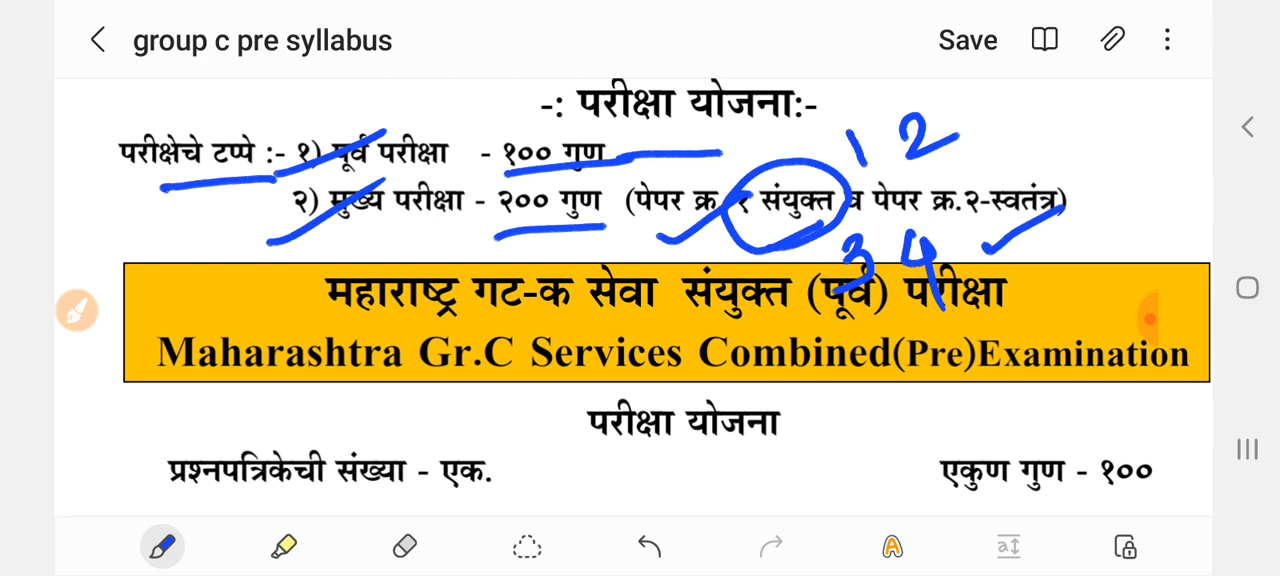 group c pre syllabus Save
-: परीक्षा योजना:-
1 2
परीक्षेचे टप्पे :- १) पूर्व परीक्षा - १०० गुण
२) मुख्य परीक्षा - २०० गुण (पेपर क्र.१ संयुक्त व पेपर क्र.२-स्वतंत्र)
3 4
महाराष्ट्र गट-क सेवा संयुक्त (पूर्व) परीक्षा
Maharashtra Gr.C Services Combined(Pre)Examination
परीक्षा योजना
प्रश्नपत्रिकेची संख्या - एक. एकुण गुण - १००